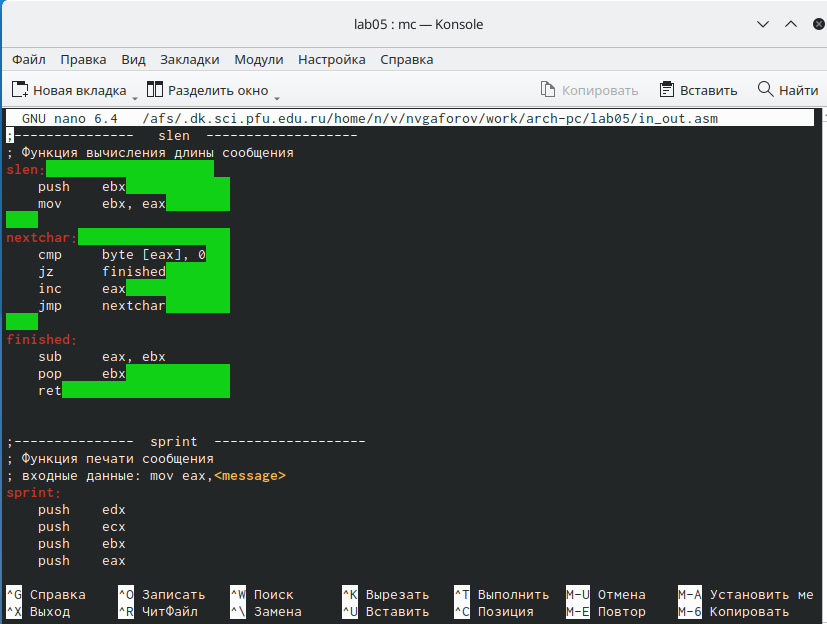 lab05 : mc — Konsole
Файл Правка Вид Закладки Модули Настройка Справка
Новая вкладка Разделить окно Копировать Вставить Найти
GNU nano 6.4 /afs/.dk.sci.pfu.edu.ru/home/n/v/nvgaforov/work/arch-pc/lab05/in_out.asm
;--------------- slen -------------------
; Функция вычисления длины сообщения
slen:
push ebx
mov ebx, eax
nextchar:
cmp byte [eax], 0
jz finished
inc eax
jmp nextchar
finished:
sub eax, ebx
pop ebx
ret
;--------------- sprint -------------------
; Функция печати сообщения
; входные данные: mov eax,<message>
sprint:
push edx
push ecx
push ebx
push eax
^G Справка ^O Записать ^W Поиск ^K Вырезать ^T Выполнить M-U Отмена M-A Установить ме
^X Выход ^R ЧитФайл ^\ Замена ^U Вставить ^C Позиция M-E Повтор M-6 Копировать